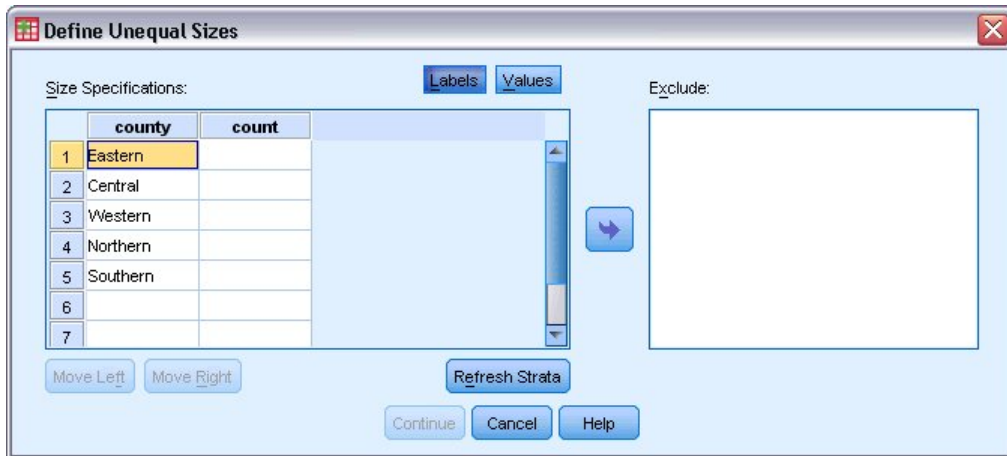 Define Unequal Sizes
Size Specifications:
Labels Values
Exclude:
county count
1 Eastern
2 Central
3 Western
4 Northern
5 Southern
6
7
Move Left Move Right Refresh Strata
Continue Cancel Help